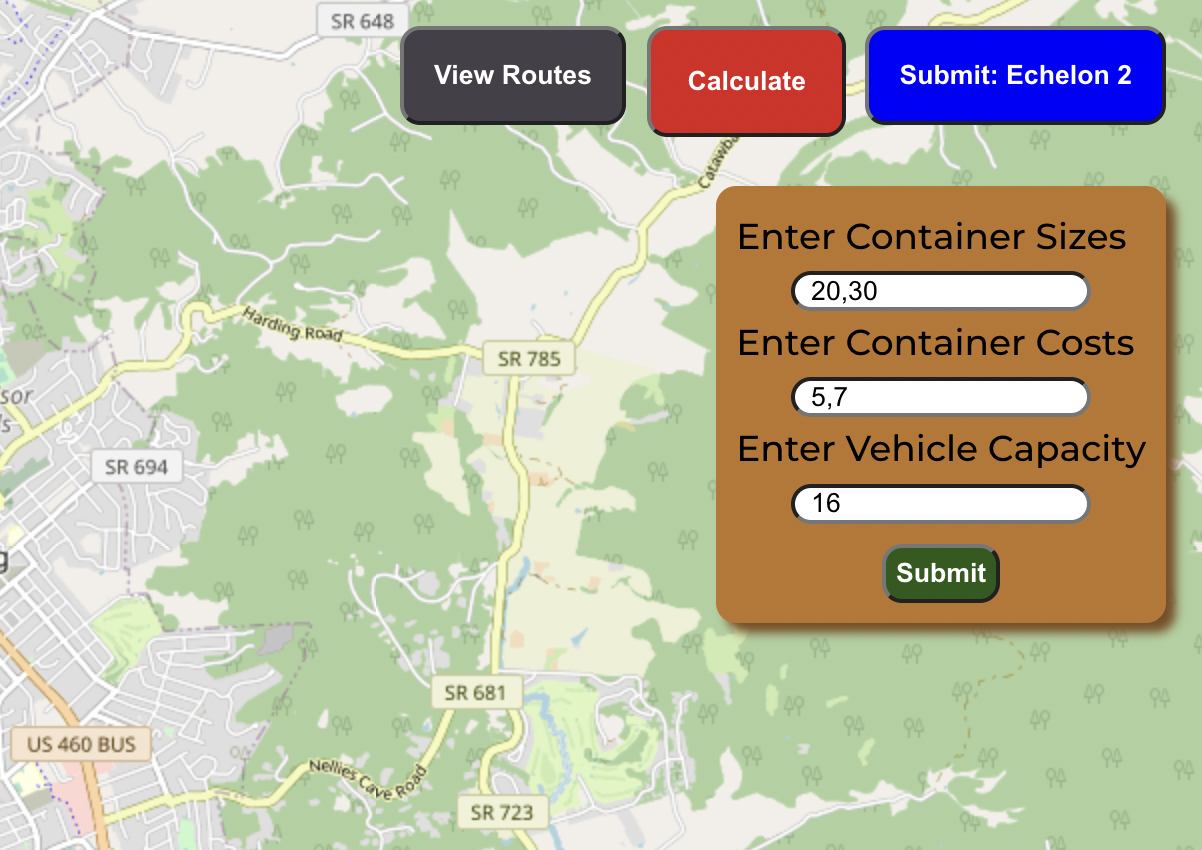 SR 648
View Routes
Calculate
Submit: Echelon 2
Enter Container Sizes
20,30
Harding Road
SR 785
Enter Container Costs
5,7
Enter Vehicle Capacity
SR 694
16
Submit
SR 681
US 460 BUS
Nellies Cave Road
SR 723